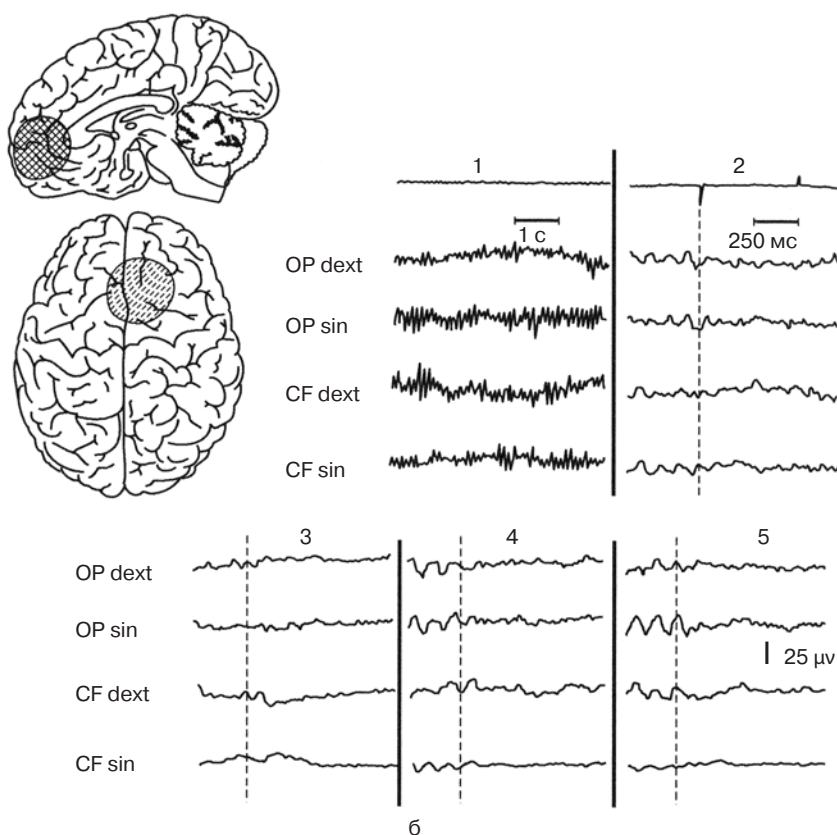 1
2
1 с
250 мс
OP dext
OP sin
CF dext
CF sin
3
4
5
OP dext
OP sin
25 μv
CF dext
CF sin
б